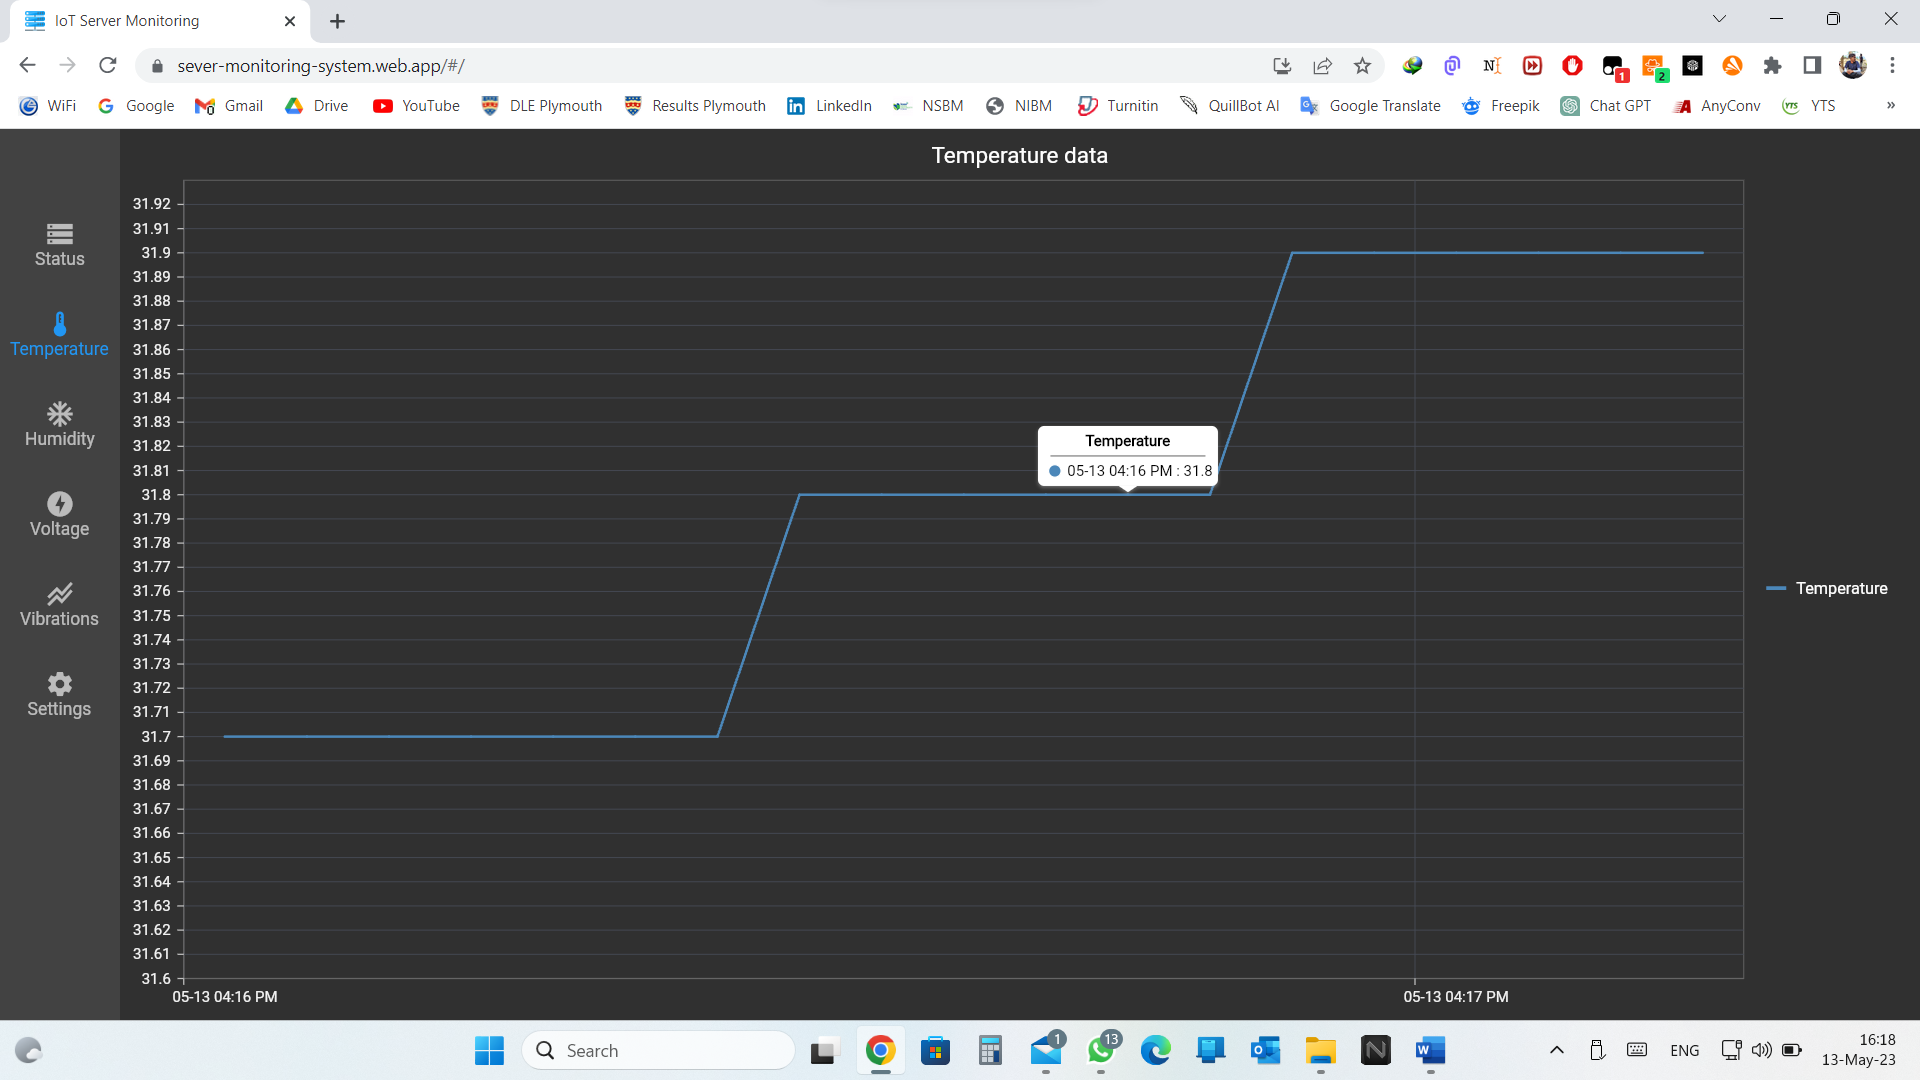 IoT Server Monitoring
sever-monitoring-system.web.app/#/
1
2
WiFi Google Gmail Drive YouTube DLE Plymouth Results Plymouth LinkedIn NSBM NIBM Turnitin QuillBot AI Google Translate Freepik Chat GPT AnyConv YTS »
Temperature data
Status
Temperature
Humidity
Voltage
Vibrations
Settings
31.92
31.91
31.9
31.89
31.88
31.87
31.86
31.85
31.84
31.83
31.82
31.81
31.8
31.79
31.78
31.77
31.76
31.75
31.74
31.73
31.72
31.71
31.7
31.69
31.68
31.67
31.66
31.65
31.64
31.63
31.62
31.61
31.6
Temperature
05-13 04:16 PM : 31.8
Temperature
05-13 04:16 PM 05-13 04:17 PM
Search
1
13
ENG
16:18
13-May-23